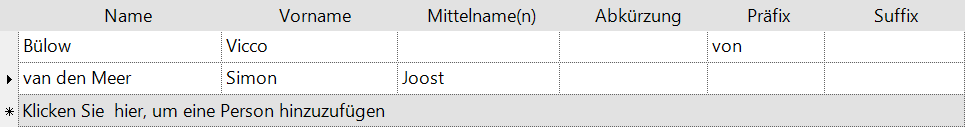 Name Vorname Mittelname(n) Abkürzung Präfix Suffix
Bülow Vicco von
van den Meer Simon Joost
Klicken Sie hier, um eine Person hinzuzufügen